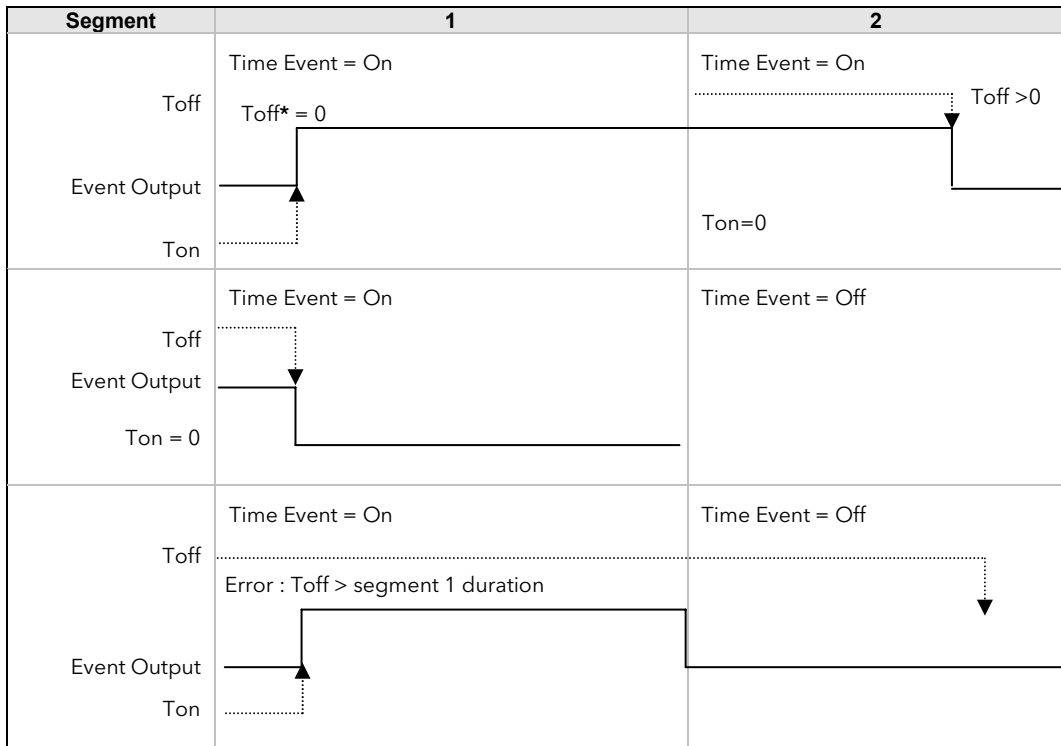 Segment 1 2
Time Event = On Time Event = On
Toff Toff* = 0 Toff >0
Event Output
Ton=0
Ton
Time Event = On Time Event = Off
Toff
Event Output
Ton = 0
Time Event = On Time Event = Off
Toff
Error : Toff > segment 1 duration
Event Output
Ton